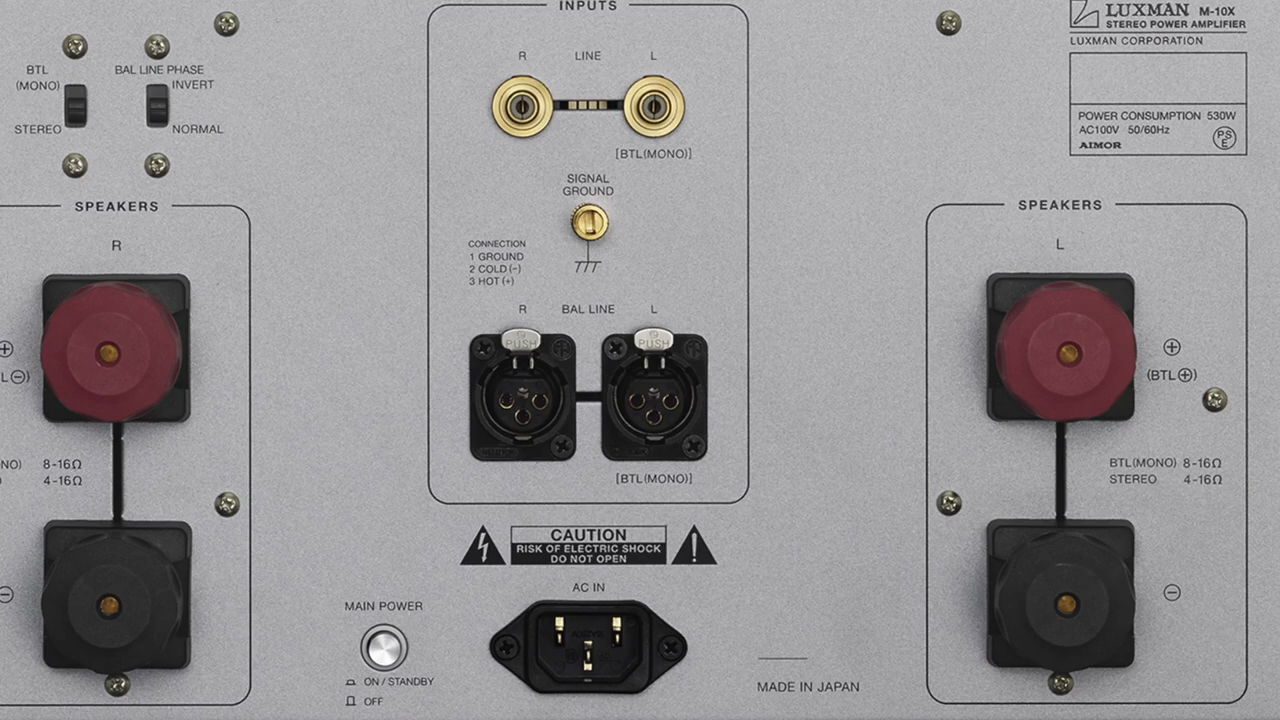 INPUTS
LUXMAN M-10X
STEREO POWER AMPLIFIER
LUXMAN CORPORATION
BTL
(MONO)
STEREO
BAL LINE PHASE
INVERT
NORMAL
R LINE L
[BTL(MONO)]
POWER CONSUMPTION 530W
AC100V 50/60Hz
AIMOR
PSE
SIGNAL
GROUND
CONNECTION
1 GROUND
2 COLD (−)
3 HOT (+)
SPEAKERS
R
SPEAKERS
L
R BAL LINE L
PUSH
PUSH
[BTL(MONO)]
⊕
L⊖)
NO) 8-16Ω
4-16Ω
⊖
⊕
(BTL⊕)
BTL(MONO) 8-16Ω
STEREO 4-16Ω
⊖
CAUTION
RISK OF ELECTRIC SHOCK
DO NOT OPEN
AC IN
MAIN POWER
ON / STANDBY
OFF
MADE IN JAPAN